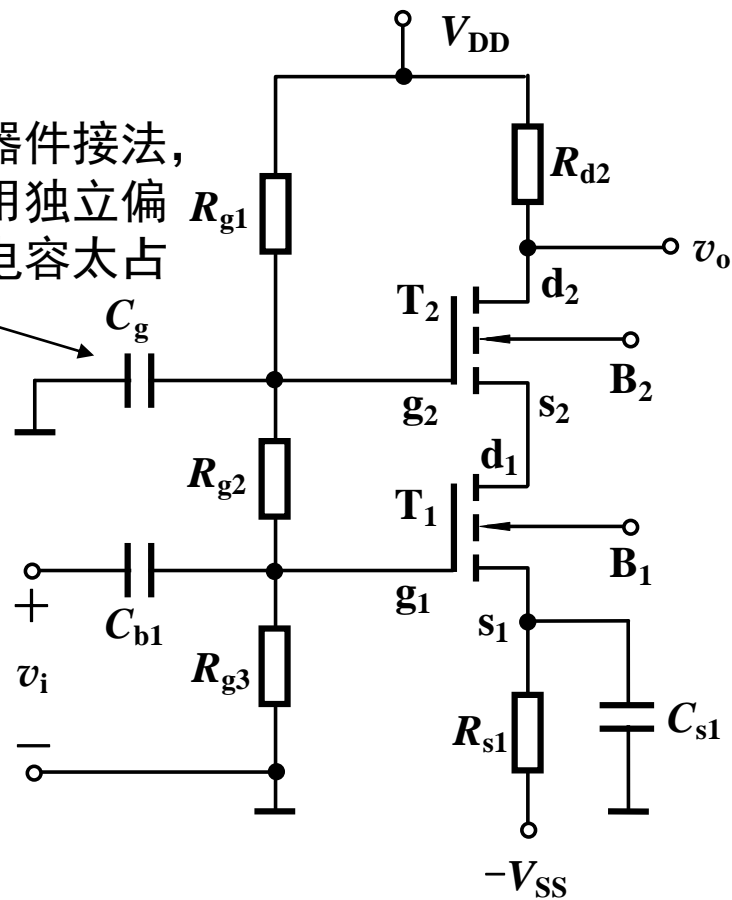 V_DD
器件接法，
用独立偏
电容太占
R_g1
R_d2
v_o
C_g
T_2
d_2
B_2
g_2
s_2
R_g2
d_1
T_1
B_1
+
C_b1
g_1
s_1
v_i
R_g3
R_s1
C_s1
−
−V_SS